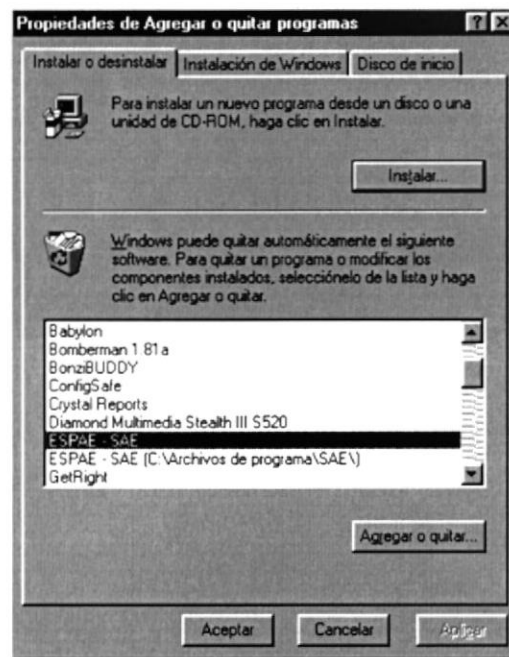 Propiedades de Agregar o quitar programas
Instalar o desinstalar
Instalación de Windows
Disco de inicio
Para instalar un nuevo programa desde un disco o una
unidad de CD-ROM, haga clic en Instalar.
Instalar...
Windows puede quitar automáticamente el siguiente
software. Para quitar un programa o modificar los
componentes instalados, selecciónelo de la lista y haga
clic en Agregar o quitar.
Babylon
Bomberman 1.81a
BonziBUDDY
ConfigSafe
Crystal Reports
Diamond Multimedia Stealth III S520
ESPAE - SAE
ESPAE - SAE (C:\Archivos de programa\SAE\)
GetRight
Agregar o quitar...
Aceptar
Cancelar
Aplicar